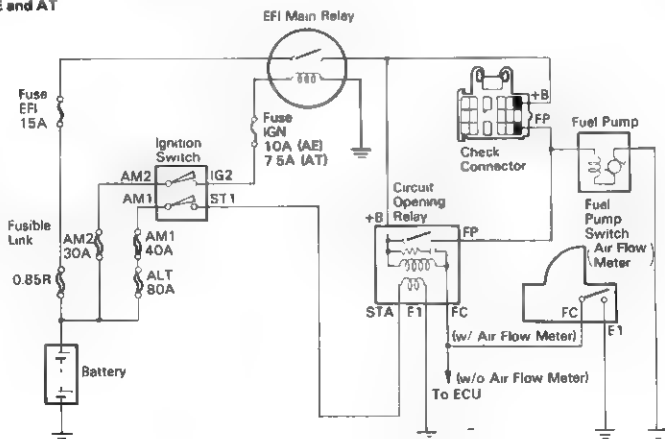 E and AT
EFI Main Relay
Fuse
EFI
15A
Ignition
Switch
AM2
IG2
AM1
ST1
Fuse
IGN
10A (AE)
7.5A (AT)
+B
FP
Check
Connector
Fuel Pump
Circuit
Opening
Relay
+B
FP
Fuel
Pump
Switch
(Air Flow
Meter)
Fusible
Link
AM2
30A
AM1
40A
0.85R
ALT
80A
STA
E1
FC
FC
E1
(w/ Air Flow Meter)
(w/o Air Flow Meter)
To ECU
Battery